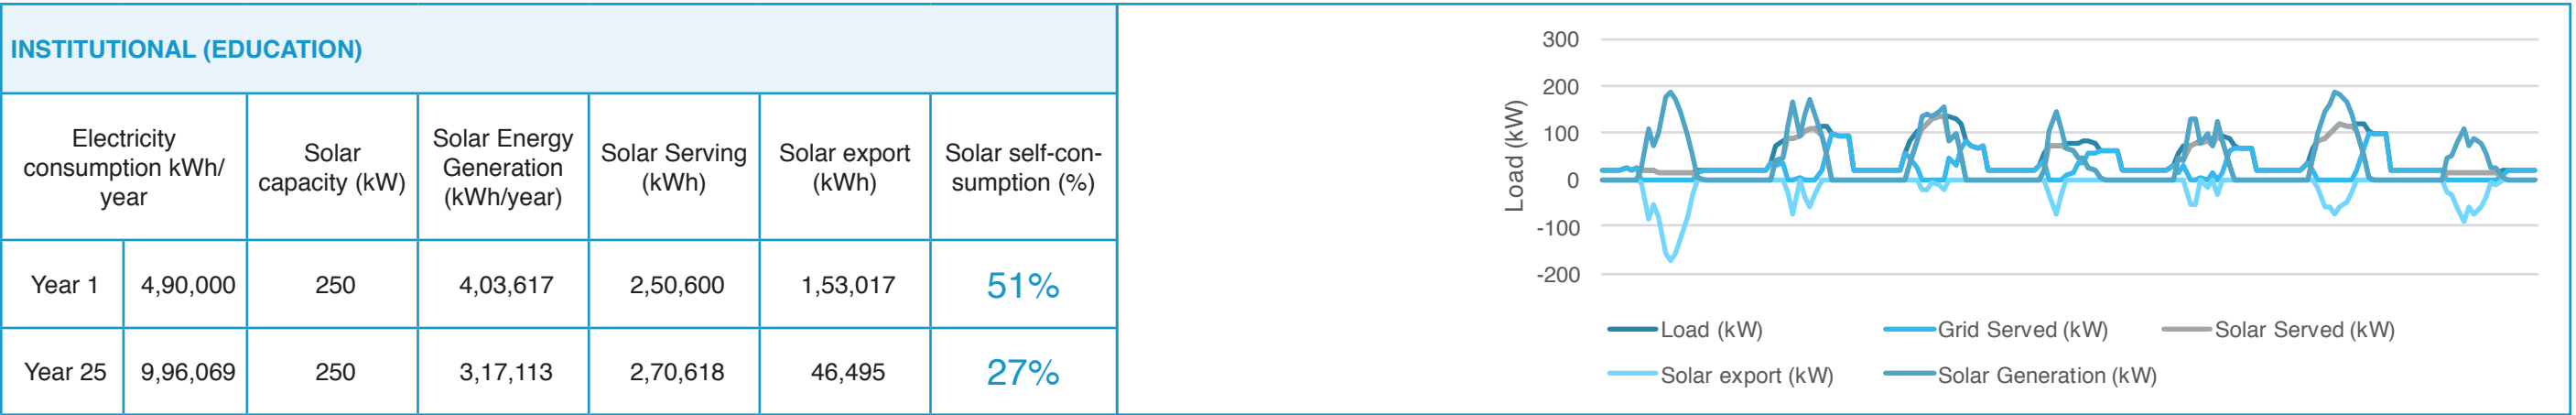 INSTITUTIONAL (EDUCATION)
Electricity
consumption kWh/
year
Solar
capacity (kW)
Solar Energy
Generation
(kWh/year)
Solar Serving
(kWh)
Solar export
(kWh)
Solar self-con-
sumption (%)
Year 1 4,90,000 250 4,03,617 2,50,600 1,53,017 51%
Year 25 9,96,069 250 3,17,113 2,70,618 46,495 27%
Load (kW)
300
200
100
0
-100
-200
Load (kW) Grid Served (kW) Solar Served (kW)
Solar export (kW) Solar Generation (kW)